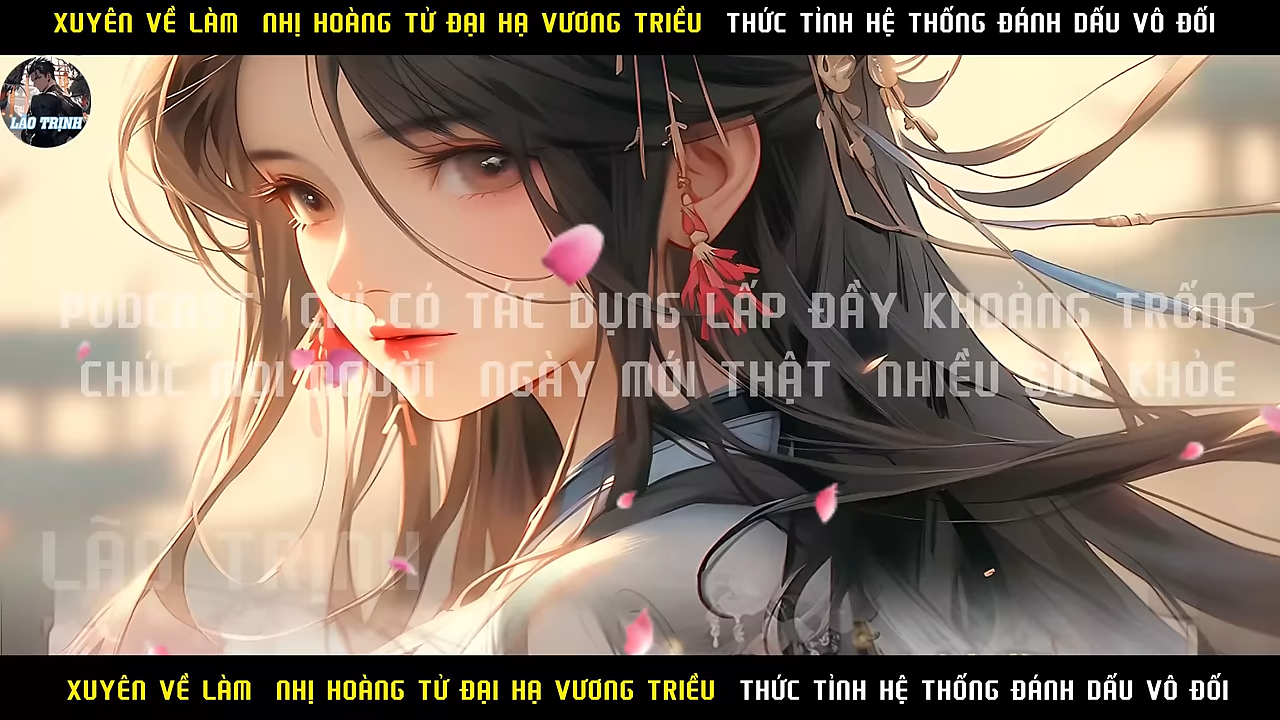 XUYÊN VỀ LÀM NHỊ HOÀNG TỬ ĐẠI HẠ VƯƠNG TRIỀU THỨC TỈNH HỆ THỐNG ĐÁNH DẤU VÔ ĐỐI
LÃO TRỊNH
PODCAST CHỈ CÓ TÁC DỤNG LẤP ĐẦY KHOẢNG TRỐNG
CHÚC MỌI NGƯỜI NGÀY MỚI THẬT NHIỀU SỨC KHỎE
LÃO TRỊNH
XUYÊN VỀ LÀM NHỊ HOÀNG TỬ ĐẠI HẠ VƯƠNG TRIỀU THỨC TỈNH HỆ THỐNG ĐÁNH DẤU VÔ ĐỐI